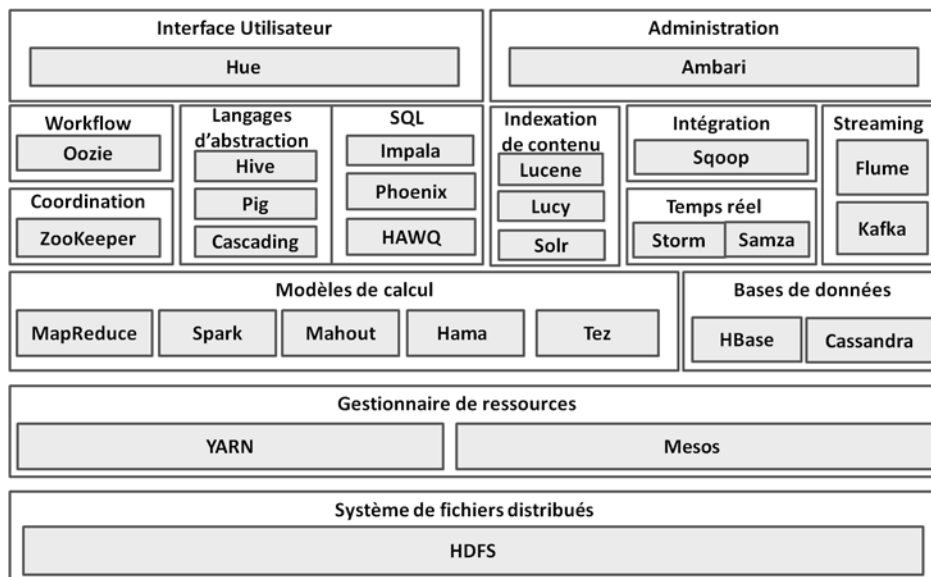 Interface Utilisateur
Hue
Administration
Ambari
Workflow
Oozie
Coordination
ZooKeeper
Langages
d'abstraction
Hive
Pig
Cascading
SQL
Impala
Phoenix
HAWQ
Indexation
de contenu
Lucene
Lucy
Solr
Intégration
Sqoop
Temps réel
Storm
Samza
Streaming
Flume
Kafka
Modèles de calcul
MapReduce
Spark
Mahout
Hama
Tez
Bases de données
HBase
Cassandra
Gestionnaire de ressources
YARN
Mesos
Système de fichiers distribués
HDFS